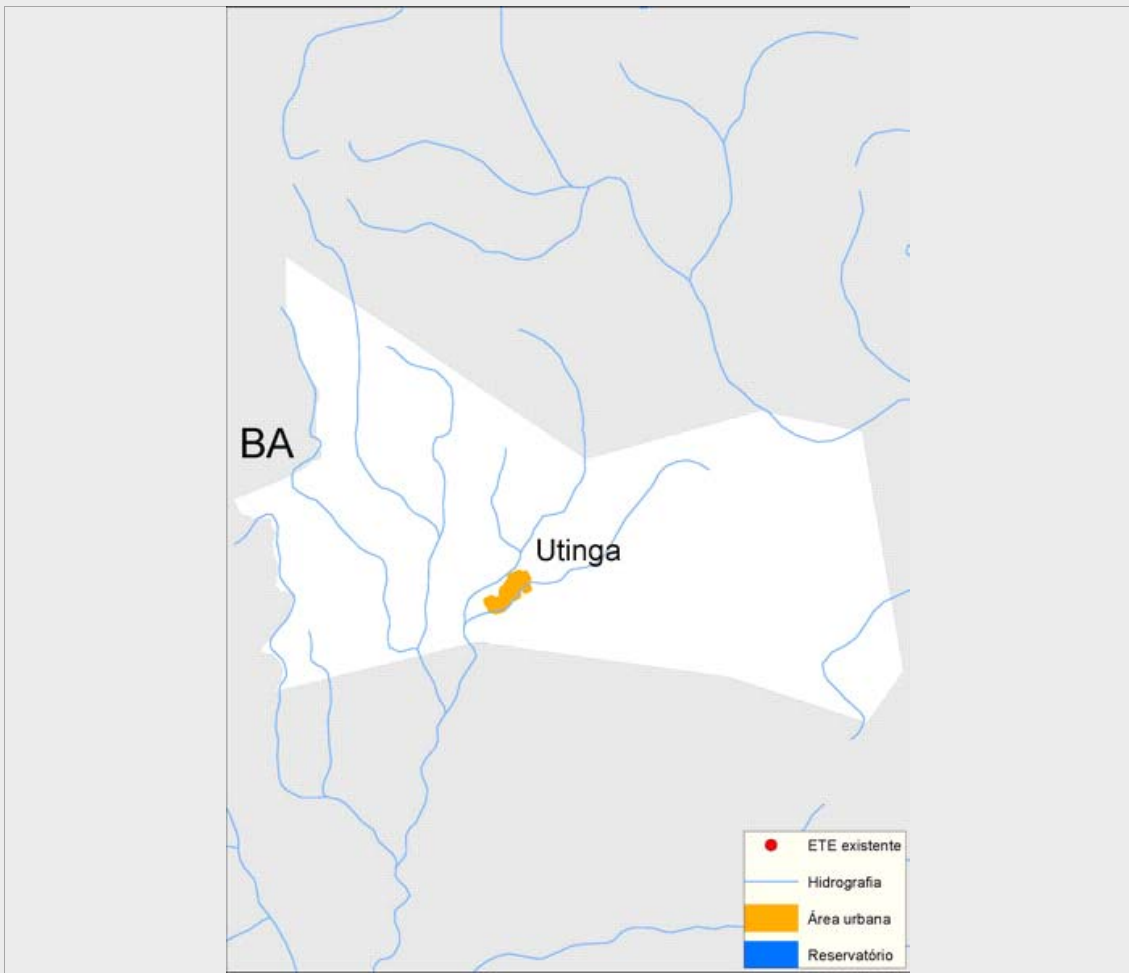 BA
Utinga
ETE existente
Hidrografia
Área urbana
Reservatório